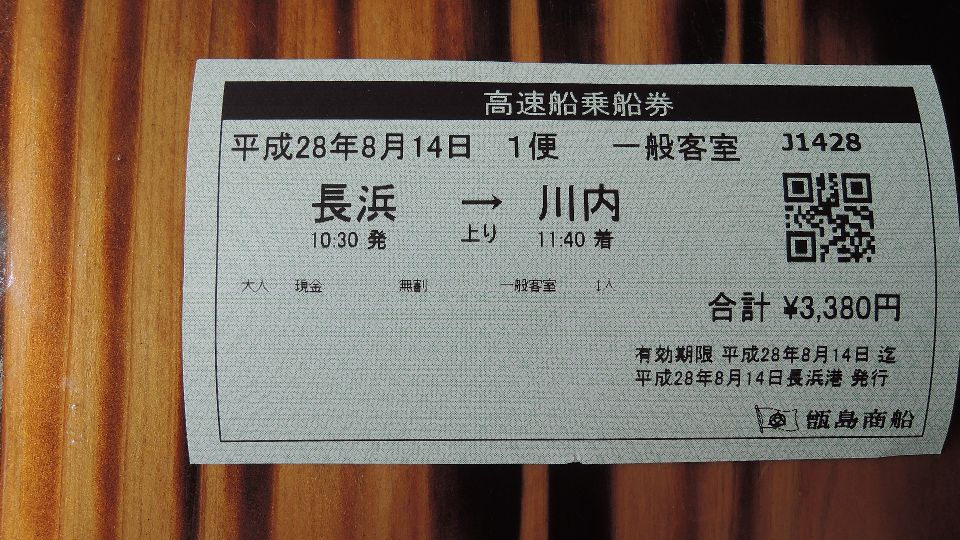 高速船乗船券
平成28年8月14日 1便 一般客室 J1428
長浜 → 川内
10:30 発 上り 11:40 着
大人 現金 無割 一般客室 1人
合計 ¥3,380円
有効期限 平成28年8月14日 迄
平成28年8月14日長浜港 発行
甑島商船